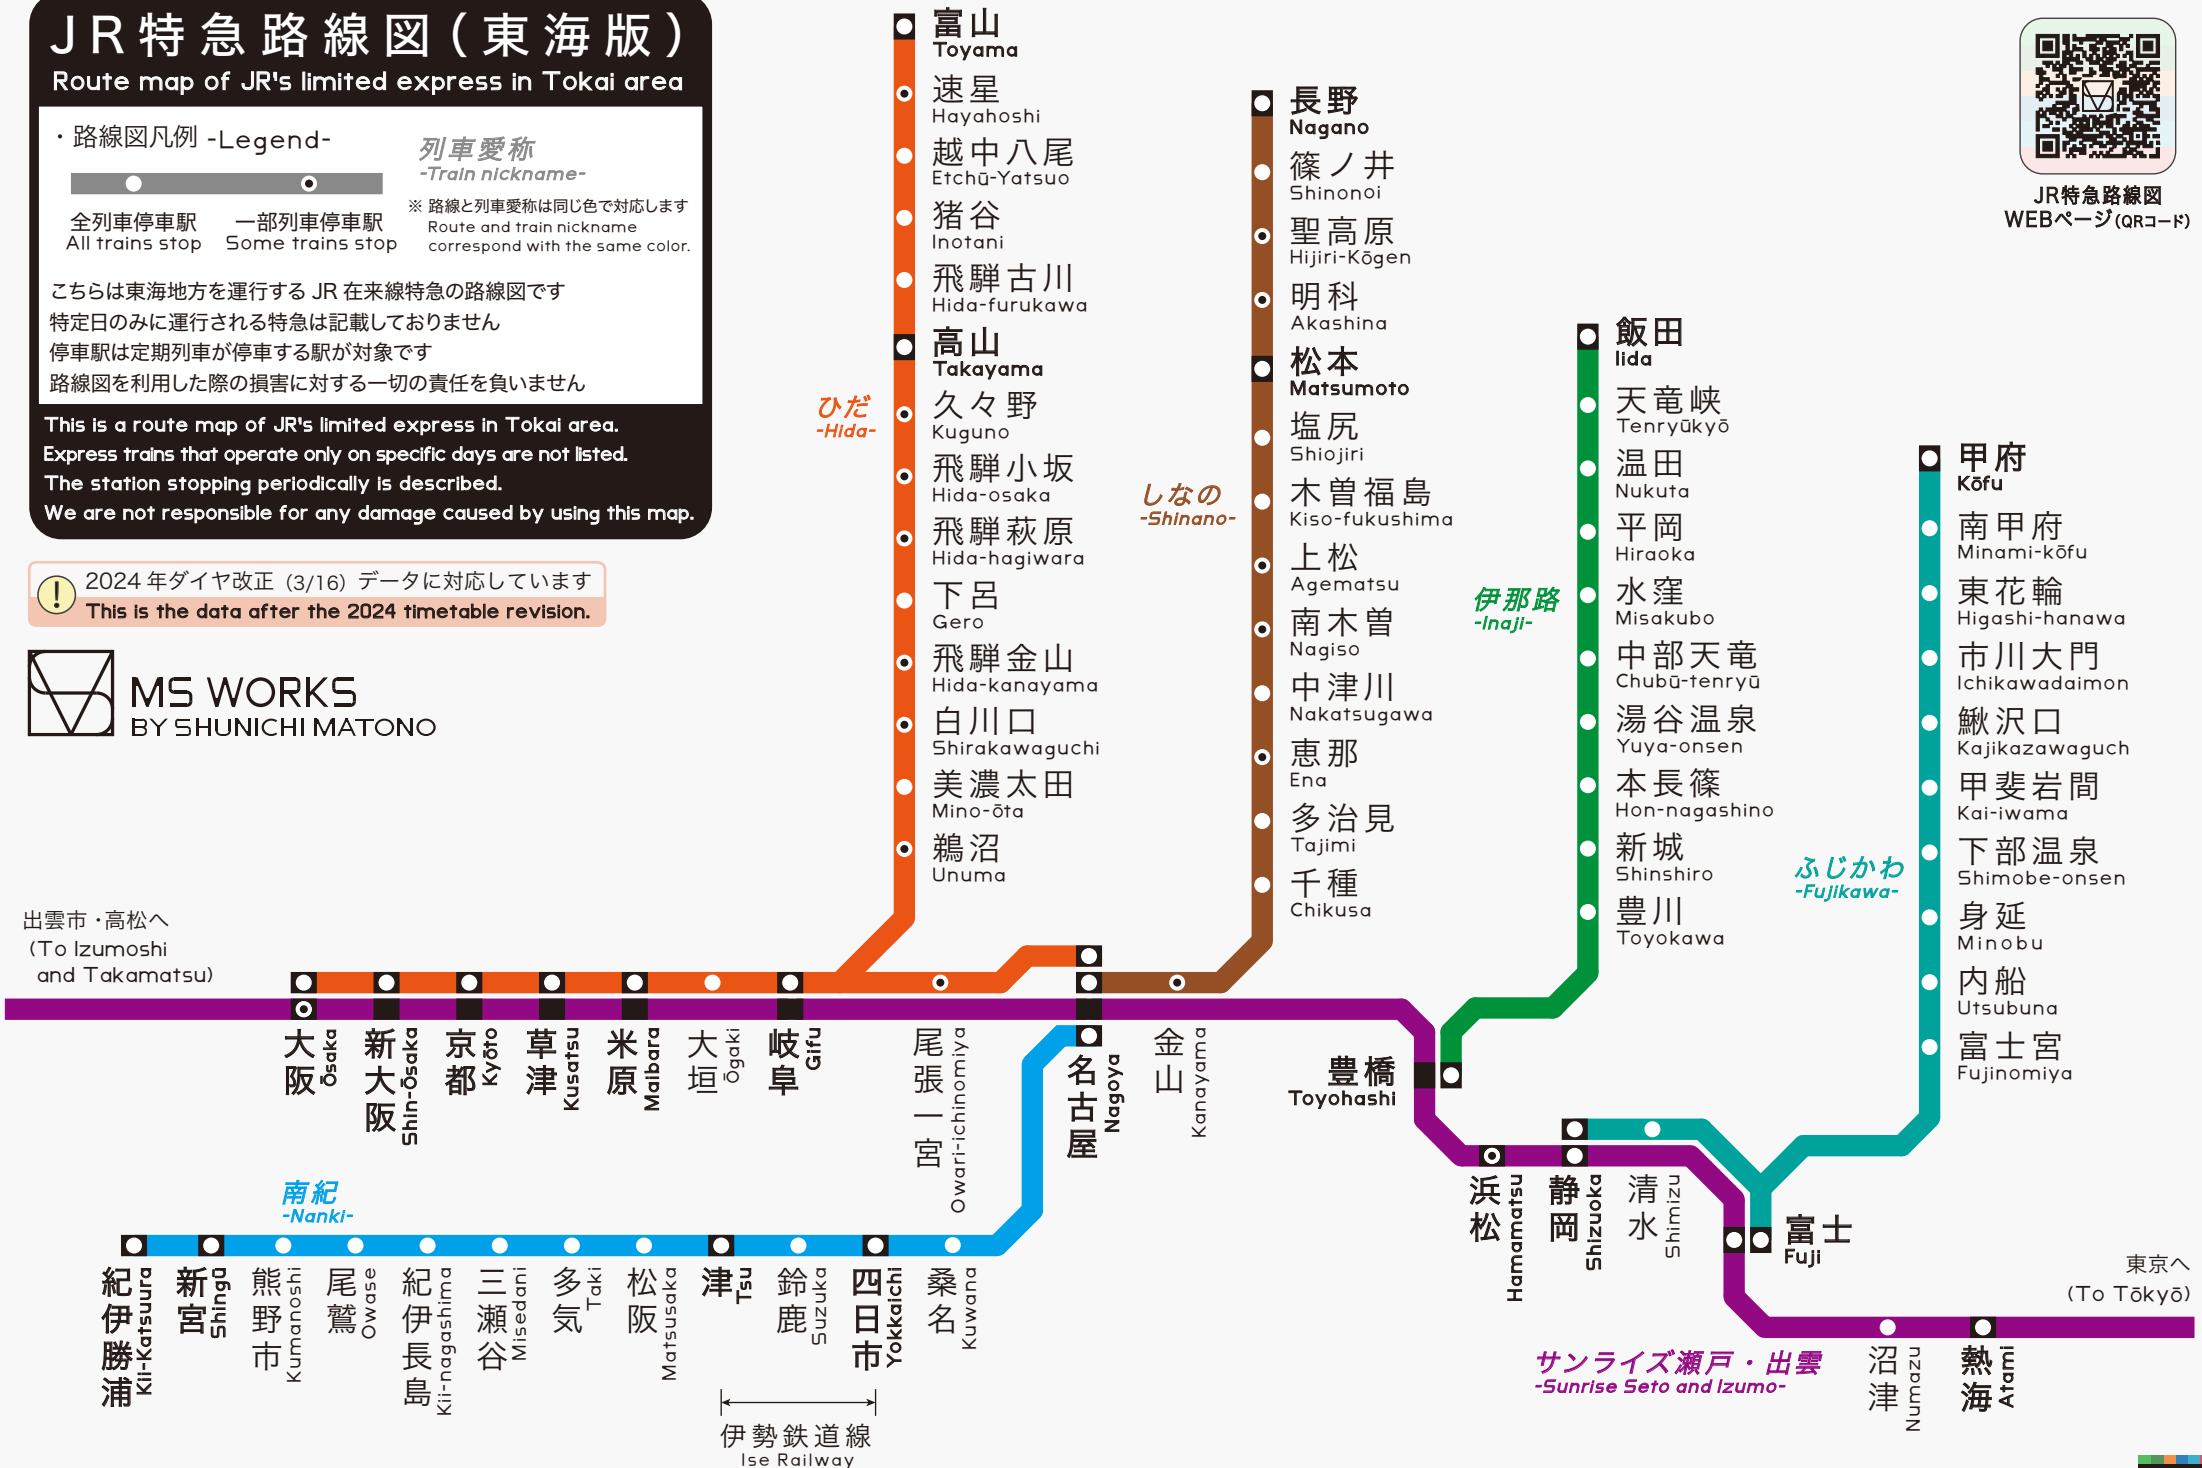 JR特急路線図(東海版)
Route map of JR's limited express in Tokai area
・路線図凡例 -Legend-
列車愛称
-Train nickname-
全列車停車駅
All trains stop
一部列車停車駅
Some trains stop
※ 路線と列車愛称は同じ色で対応します
Route and train nickname
correspond with the same color.
こちらは東海地方を運行する JR 在来線特急の路線図です
特定日のみに運行される特急は記載しておりません
停車駅は定期列車が停車する駅が対象です
路線図を利用した際の損害に対する一切の責任を負いません
This is a route map of JR's limited express in Tokai area.
Express trains that operate only on specific days are not listed.
The station stopping periodically is described.
We are not responsible for any damage caused by using this map.
! 2024 年ダイヤ改正（3/16）データに対応しています
This is the data after the 2024 timetable revision.
MS WORKS
BY SHUNICHI MATONO
JR特急路線図
WEBページ(QRコード)
富山
Toyama
速星
Hayahoshi
越中八尾
Etchū-Yatsuo
猪谷
Inotani
飛騨古川
Hida-furukawa
高山
Takayama
ひだ
-Hida-
久々野
Kuguno
飛騨小坂
Hida-osaka
飛騨萩原
Hida-hagiwara
下呂
Gero
飛騨金山
Hida-kanayama
白川口
Shirakawaguchi
美濃太田
Mino-ōta
鵜沼
Unuma
長野
Nagano
篠ノ井
Shinonoi
聖高原
Hijiri-Kōgen
明科
Akashina
松本
Matsumoto
塩尻
Shiojiri
しなの
-Shinano-
木曽福島
Kiso-fukushima
上松
Agematsu
南木曽
Nagiso
中津川
Nakatsugawa
恵那
Ena
多治見
Tajimi
千種
Chikusa
飯田
Iida
天竜峡
Tenryūkyō
温田
Nukuta
平岡
Hiraoka
伊那路
-Inaji-
水窪
Misakubo
中部天竜
Chubū-tenryū
湯谷温泉
Yuya-onsen
本長篠
Hon-nagashino
新城
Shinshiro
豊川
Toyokawa
甲府
Kōfu
南甲府
Minami-kōfu
東花輪
Higashi-hanawa
市川大門
Ichikawadaimon
鰍沢口
Kajikazawaguch
甲斐岩間
Kai-iwama
ふじかわ
-Fujikawa-
下部温泉
Shimobe-onsen
身延
Minobu
内船
Utsubuna
富士宮
Fujinomiya
出雲市・高松へ
(To Izumoshi
and Takamatsu)
大阪
Ōsaka
新大阪
Shin-Ōsaka
京都
Kyōto
草津
Kusatsu
米原
Maibara
大垣
Ōgaki
岐阜
Gifu
尾張一宮
Owari-ichinomiya
名古屋
Nagoya
金山
Kanayama
豊橋
Toyohashi
浜松
Hamamatsu
静岡
Shizuoka
清水
Shimizu
富士
Fuji
東京へ
(To Tōkyō)
南紀
-Nanki-
紀伊勝浦
Kii-Katsuura
新宮
Shingū
熊野市
Kumanoshi
尾鷲
Owase
紀伊長島
Kii-nagashima
三瀬谷
Misedani
多気
Taki
松阪
Matsusaka
津
Tsu
鈴鹿
Suzuka
四日市
Yokkaichi
桑名
Kuwana
伊勢鉄道線
Ise Railway
サンライズ瀬戸・出雲
-Sunrise Seto and Izumo-
沼津
Numazu
熱海
Atami